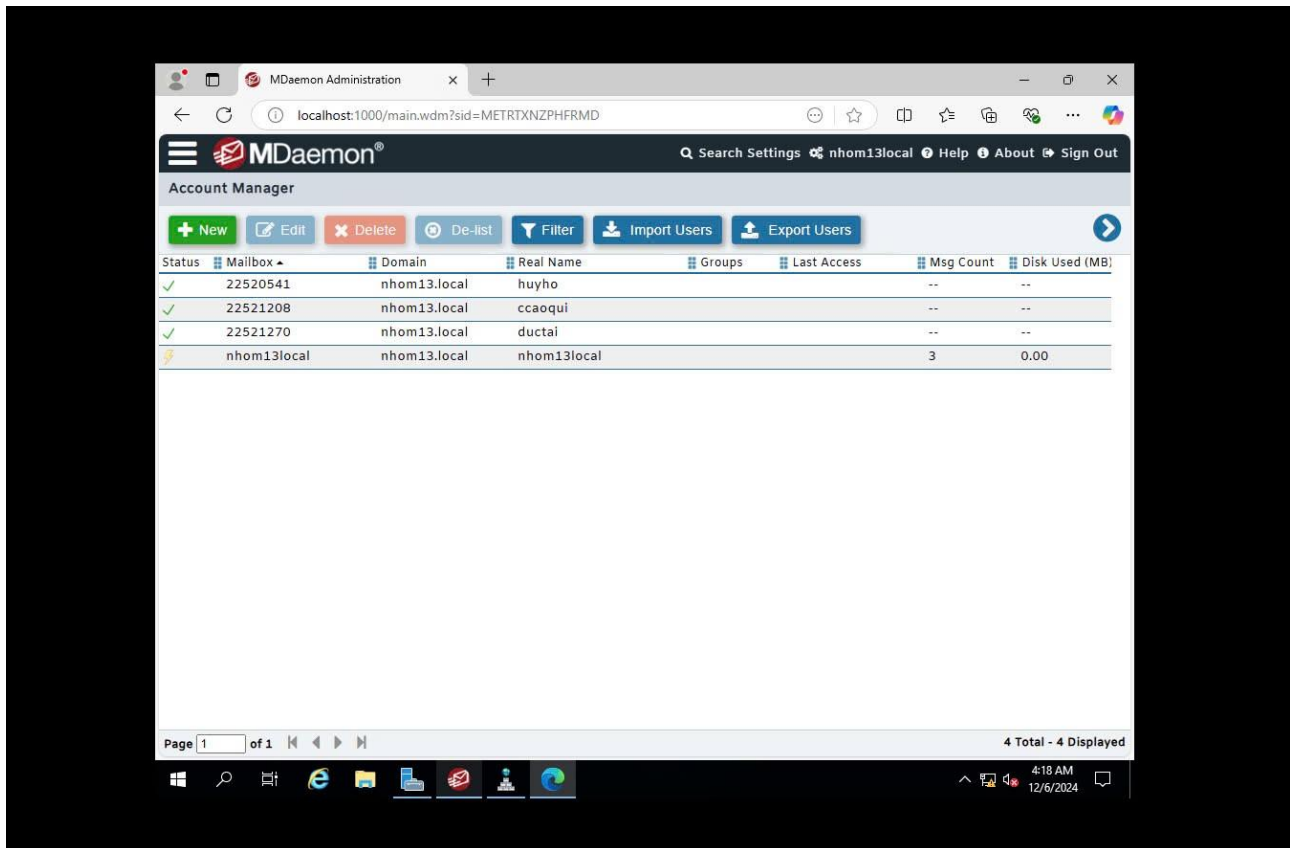 MDaemon Administration
localhost:1000/main.wdm?sid=METRTXNZPHFRMD
MDaemon® Search Settings nhom13local Help About Sign Out
Account Manager
New Edit Delete De-list Filter Import Users Export Users
Status Mailbox Domain Real Name Groups Last Access Msg Count Disk Used (MB)
22520541 nhom13.local huyho -- --
22521208 nhom13.local ccaoqui -- --
22521270 nhom13.local ductai -- --
nhom13local nhom13.local nhom13local 3 0.00
Page 1 of 1 4 Total - 4 Displayed
4:18 AM
12/6/2024